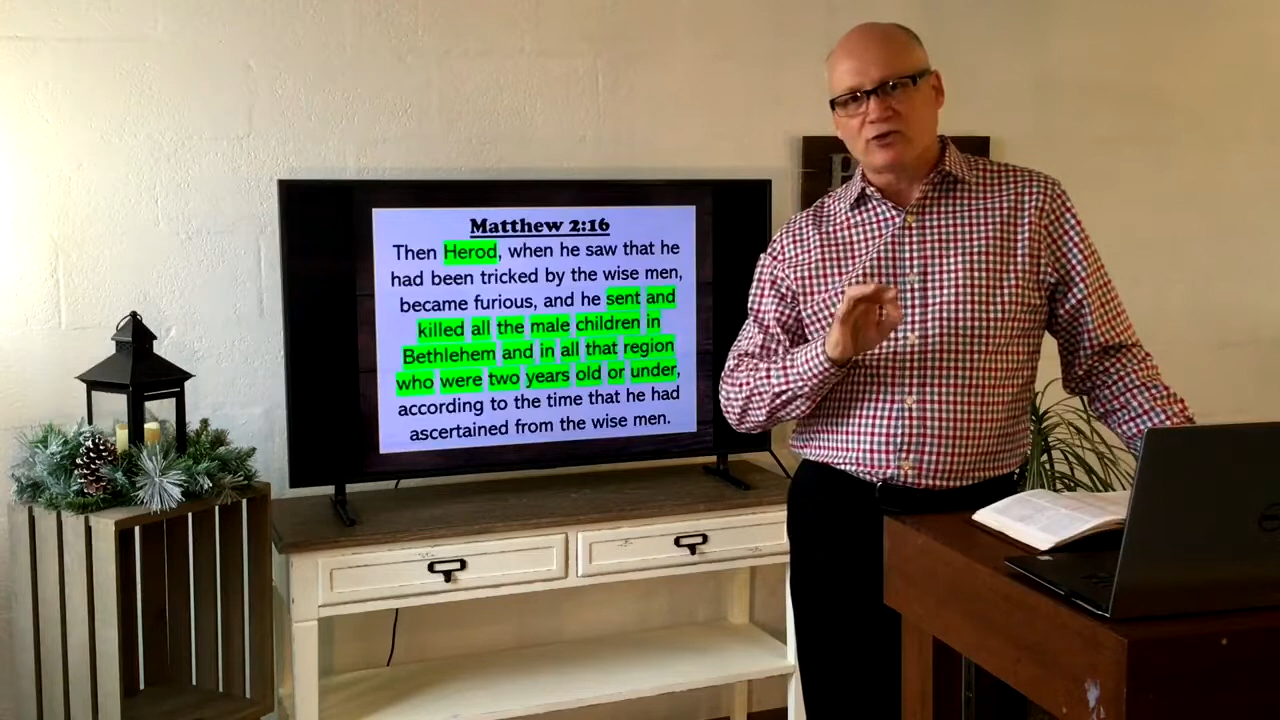 Matthew 2:16
Then Herod, when he saw that he
had been tricked by the wise men,
became furious, and he sent and
killed all the male children in
Bethlehem and in all that region
who were two years old or under,
according to the time that he had
ascertained from the wise men.